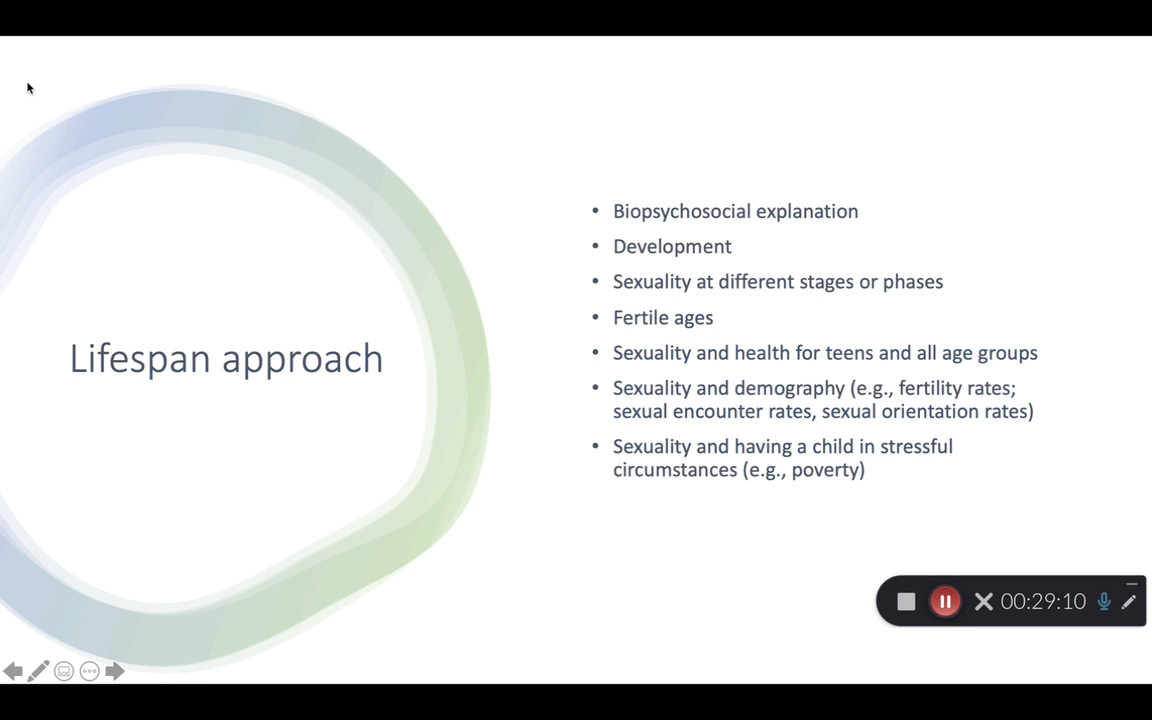 Lifespan approach
• Biopsychosocial explanation
• Development
• Sexuality at different stages or phases
• Fertile ages
• Sexuality and health for teens and all age groups
• Sexuality and demography (e.g., fertility rates;
sexual encounter rates, sexual orientation rates)
• Sexuality and having a child in stressful
circumstances (e.g., poverty)
00:29:10